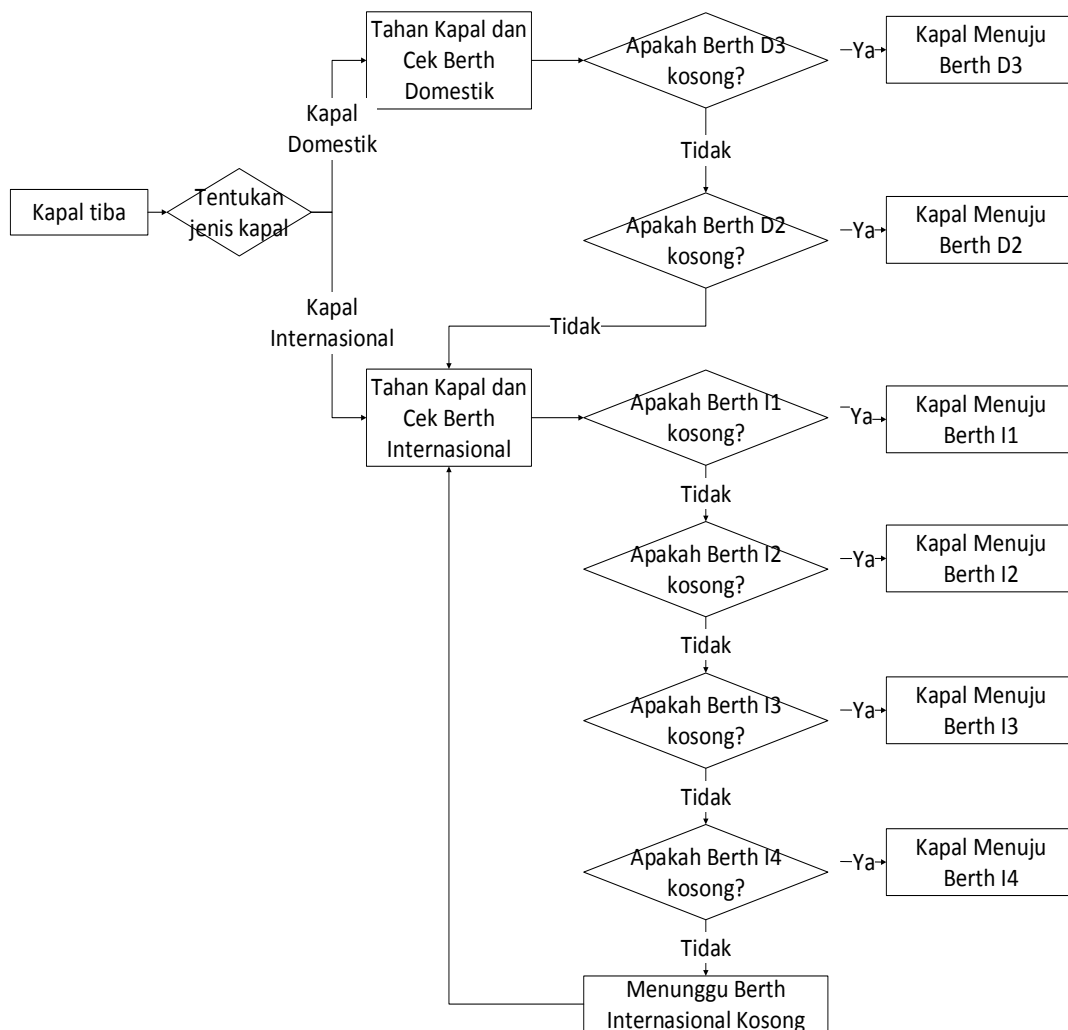 Kapal tiba
Tentukan
jenis kapal
Kapal
Domestik
Tahan Kapal dan
Cek Berth
Domestik
Apakah Berth D3
kosong?
Ya
Kapal Menuju
Berth D3
Tidak
Apakah Berth D2
kosong?
Ya
Kapal Menuju
Berth D2
Tidak
Kapal
Internasional
Tahan Kapal dan
Cek Berth
Internasional
Apakah Berth I1
kosong?
Ya
Kapal Menuju
Berth I1
Tidak
Apakah Berth I2
kosong?
Ya
Kapal Menuju
Berth I2
Tidak
Apakah Berth I3
kosong?
Ya
Kapal Menuju
Berth I3
Tidak
Apakah Berth I4
kosong?
Ya
Kapal Menuju
Berth I4
Tidak
Menunggu Berth
Internasional Kosong